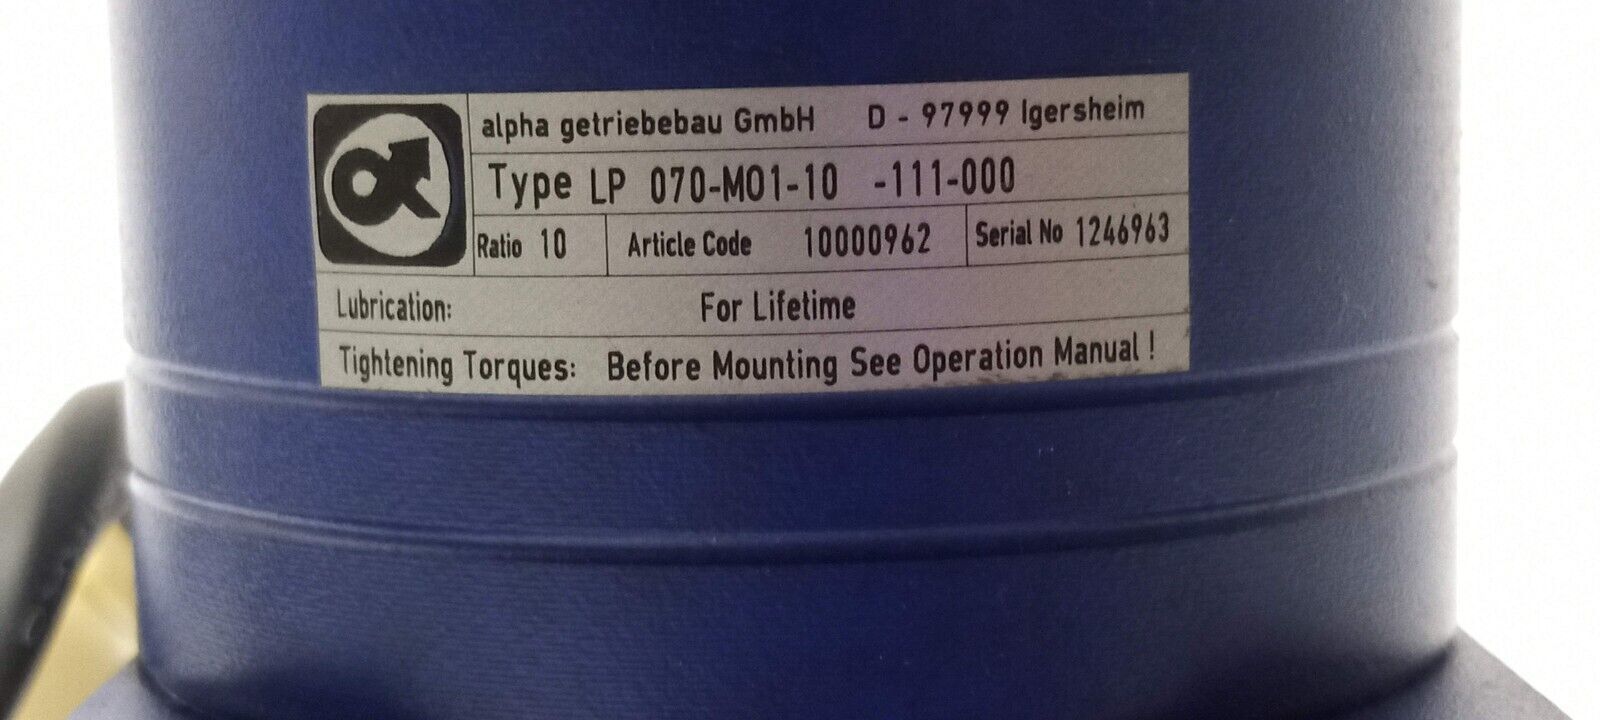 alpha getriebebau GmbH D - 97999 Igersheim
Type LP 070-MO1-10 -111-000
Ratio 10 Article Code 10000962 Serial No 1246963
Lubrication: For Lifetime
Tightening Torques: Before Mounting See Operation Manual !